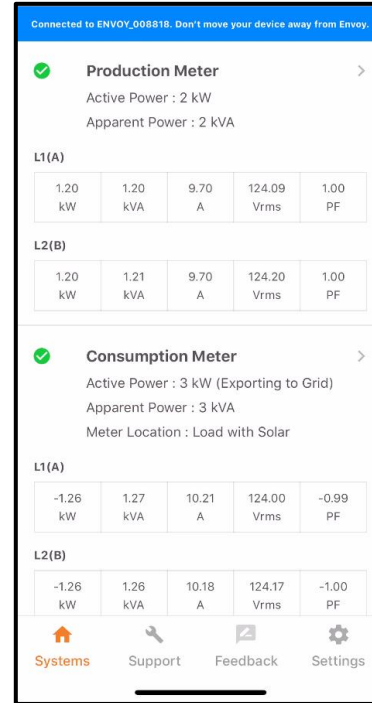 Connected to ENVOY_008818. Don't move your device away from Envoy.
Production Meter
Active Power : 2 kW
Apparent Power : 2 kVA
L1(A)
1.20 1.20 9.70 124.09 1.00
kW kVA A Vrms PF
L2(B)
1.20 1.21 9.70 124.20 1.00
kW kVA A Vrms PF
Consumption Meter
Active Power : 3 kW (Exporting to Grid)
Apparent Power : 3 kVA
Meter Location : Load with Solar
L1(A)
-1.26 1.27 10.21 124.00 -0.99
kW kVA A Vrms PF
L2(B)
-1.26 1.26 10.18 124.17 -1.00
kW kVA A Vrms PF
Systems Support Feedback Settings